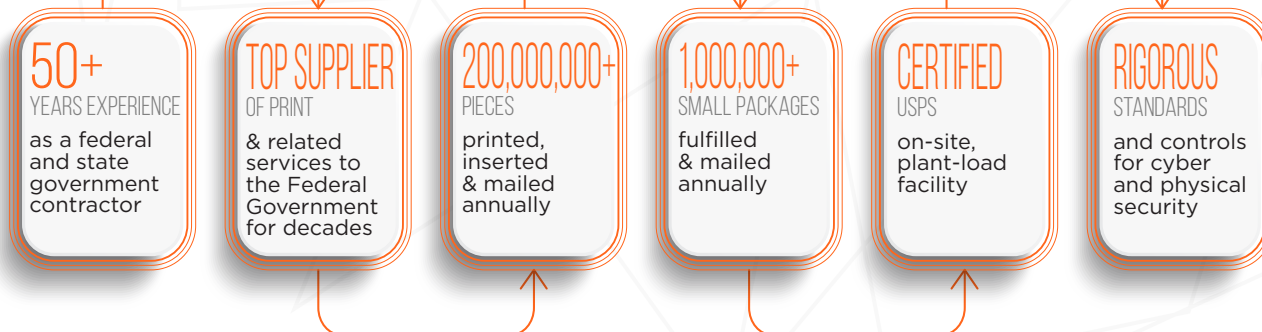 50+
YEARS EXPERIENCE
as a federal
and state
government
contractor
TOP SUPPLIER
OF PRINT
& related
services to
the Federal
Government
for decades
200,000,000+
PIECES
printed,
inserted
& mailed
annually
1,000,000+
SMALL PACKAGES
fulfilled
& mailed
annually
CERTIFIED
USPS
on-site,
plant-load
facility
RIGOROUS
STANDARDS
and controls
for cyber
and physical
security